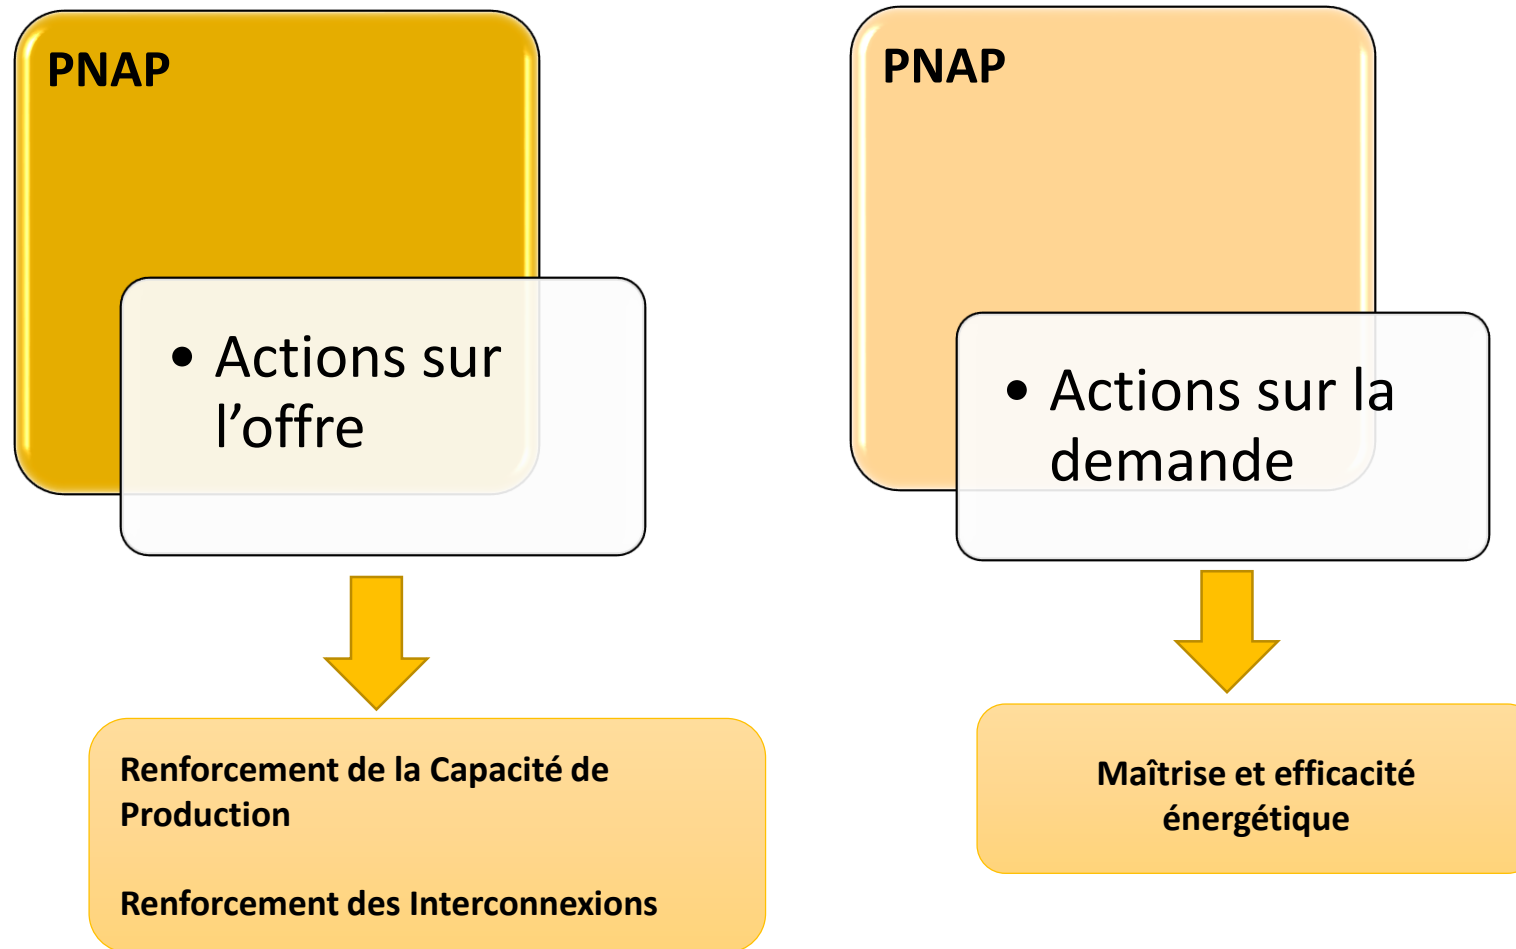 PNAP
• Actions sur
l’offre
Renforcement de la Capacité de
Production
Renforcement des Interconnexions
PNAP
• Actions sur la
demande
Maîtrise et efficacité
énergétique